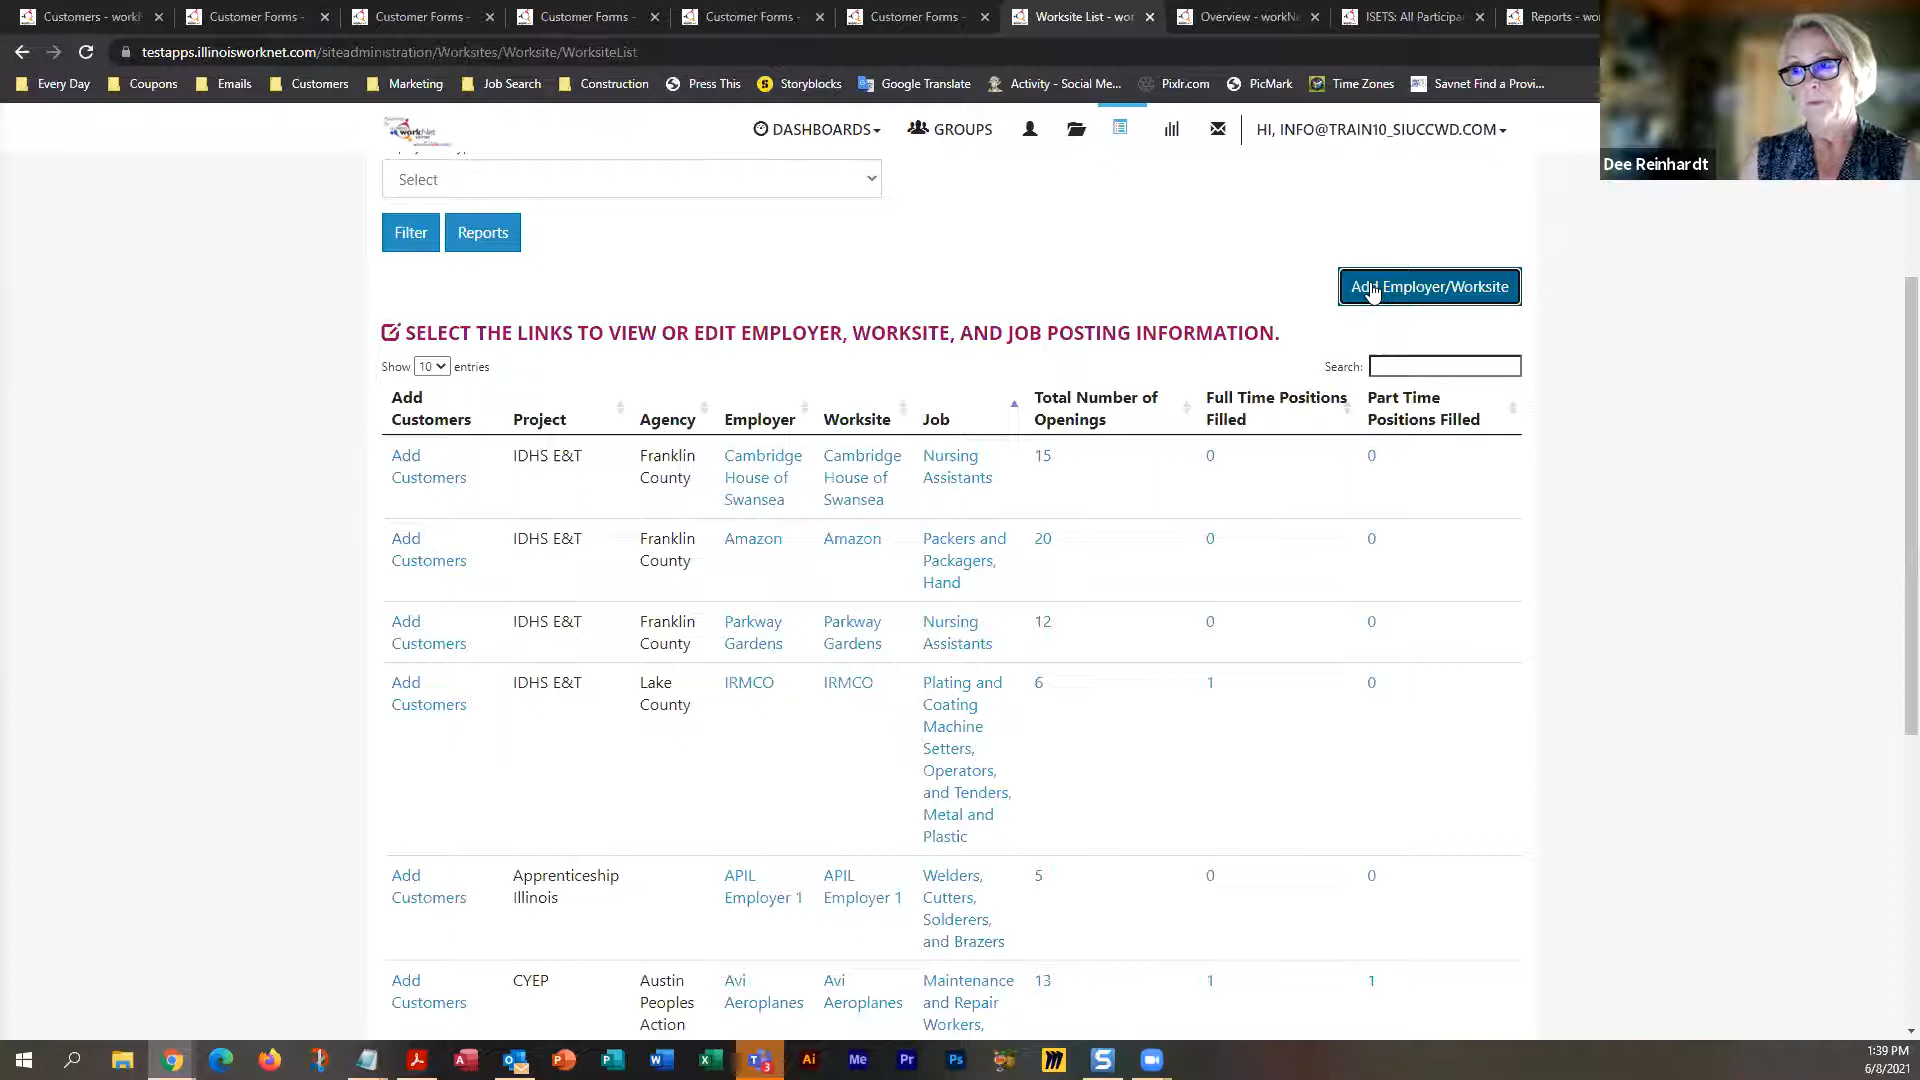 Customers - workN
Customer Forms -
Customer Forms -
Customer Forms -
Customer Forms -
Customer Forms -
Worksite List - wor
Overview - workNe
ISETS: All Participa
Reports - wo
testapps.illinoisworknet.com/siteadministration/Worksites/Worksite/WorksiteList
Every Day
Coupons
Emails
Customers
Marketing
Job Search
Construction
Press This
Storyblocks
Google Translate
Activity - Social Me...
Pixlr.com
PicMark
Time Zones
Savnet Find a Provi...
Dee Reinhardt
workNet
DASHBOARDS
GROUPS
HI, INFO@TRAIN10_SIUCCWD.COM
Select
Filter
Reports
Add Employer/Worksite
SELECT THE LINKS TO VIEW OR EDIT EMPLOYER, WORKSITE, AND JOB POSTING INFORMATION.
Show 10 entries
Search:
Add Customers
Project
Agency
Employer
Worksite
Job
Total Number of Openings
Full Time Positions Filled
Part Time Positions Filled
Add Customers
IDHS E&T
Franklin County
Cambridge House of Swansea
Cambridge House of Swansea
Nursing Assistants
15
0
0
Add Customers
IDHS E&T
Franklin County
Amazon
Amazon
Packers and Packagers, Hand
20
0
0
Add Customers
IDHS E&T
Franklin County
Parkway Gardens
Parkway Gardens
Nursing Assistants
12
0
0
Add Customers
IDHS E&T
Lake County
IRMCO
IRMCO
Plating and Coating Machine Setters, Operators, and Tenders, Metal and Plastic
6
1
0
Add Customers
Apprenticeship Illinois
APIL Employer 1
APIL Employer 1
Welders, Cutters, Solderers, and Brazers
5
0
0
Add Customers
CYEP
Austin Peoples Action
Avi Aeroplanes
Avi Aeroplanes
Maintenance and Repair Workers,
13
1
1
1:39 PM
6/8/2021